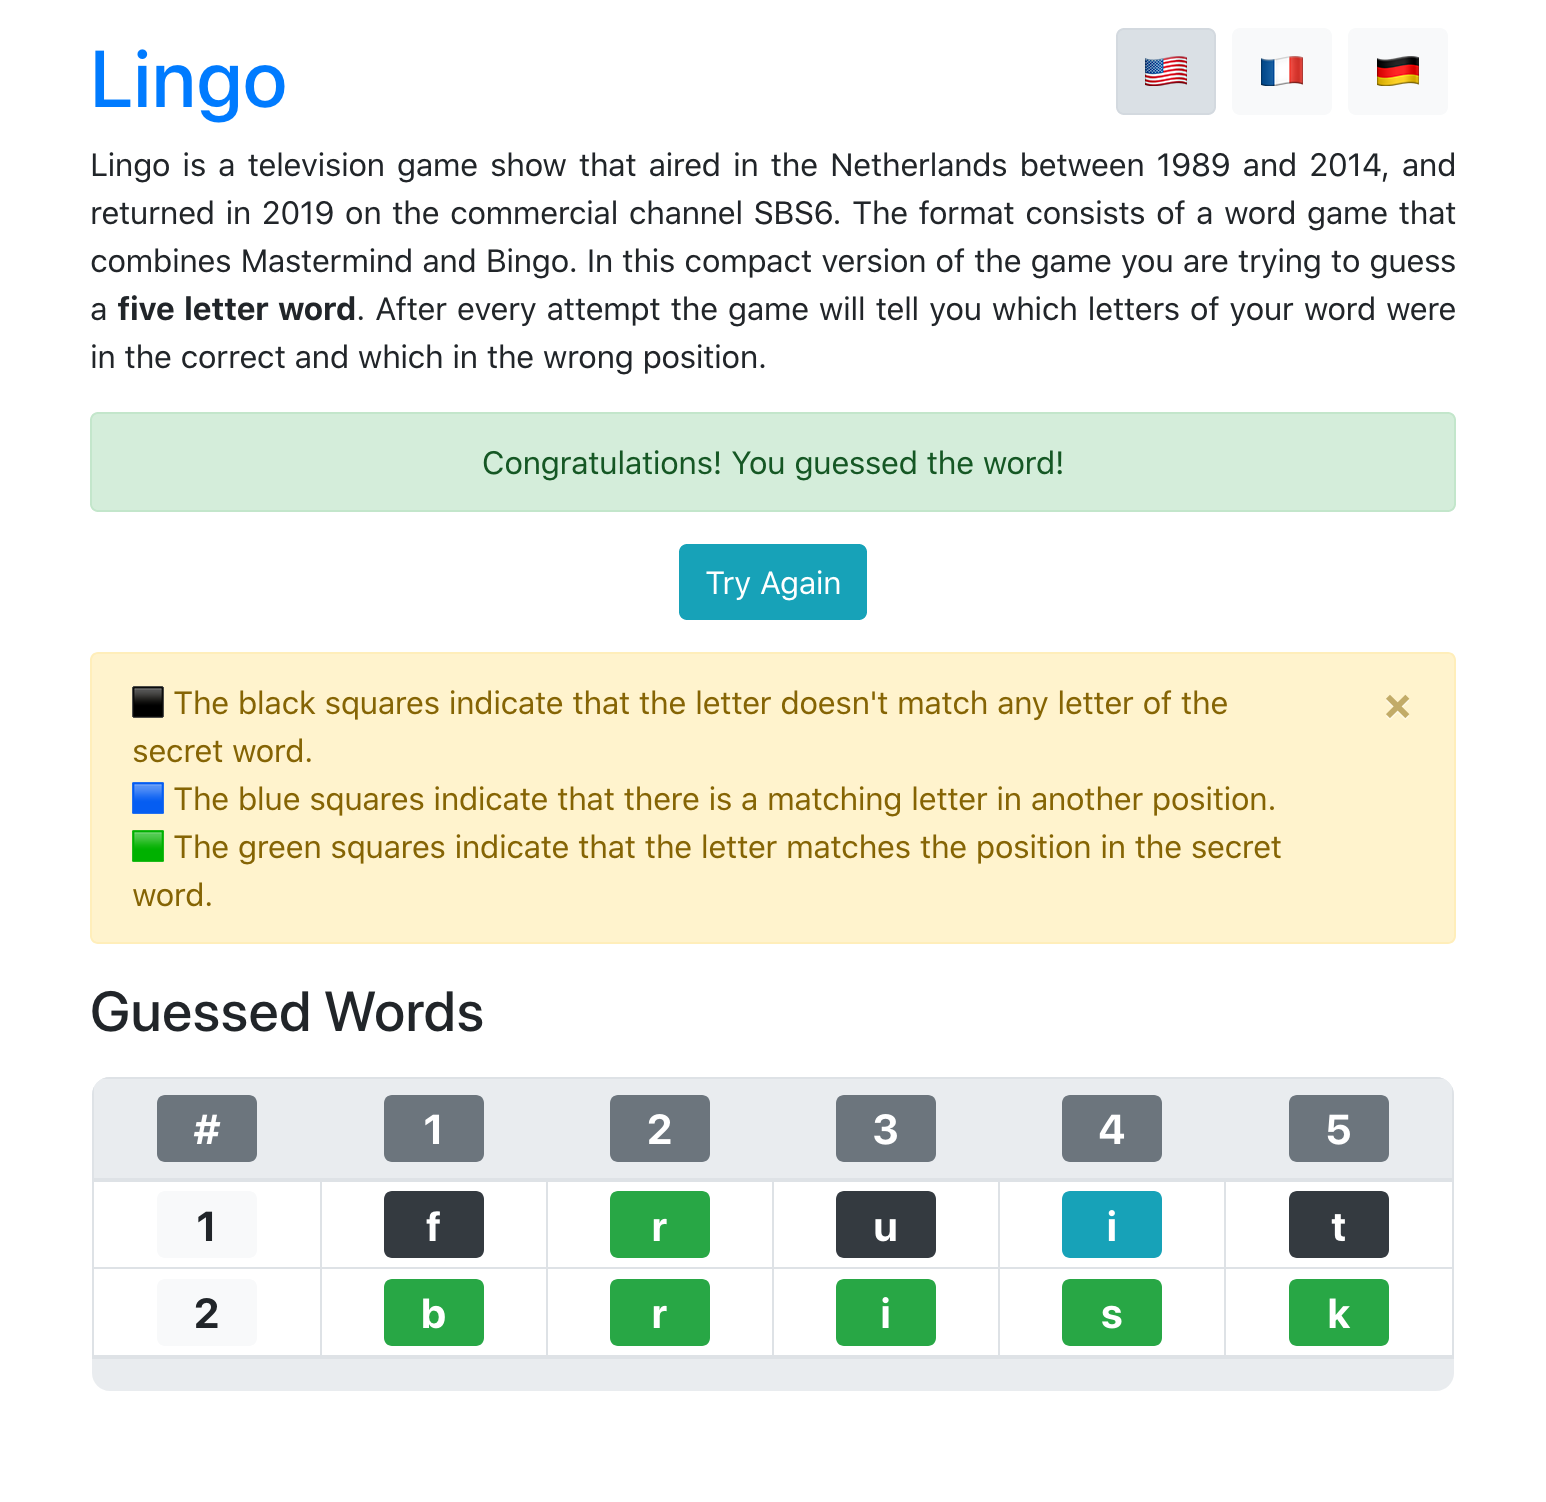 Lingo
Lingo is a television game show that aired in the Netherlands between 1989 and 2014, and
returned in 2019 on the commercial channel SBS6. The format consists of a word game that
combines Mastermind and Bingo. In this compact version of the game you are trying to guess
a five letter word. After every attempt the game will tell you which letters of your word were
in the correct and which in the wrong position.
Congratulations! You guessed the word!
Try Again
The black squares indicate that the letter doesn't match any letter of the
secret word.
The blue squares indicate that there is a matching letter in another position.
The green squares indicate that the letter matches the position in the secret
word.
×
Guessed Words
# 1 2 3 4 5
1 f r u i t
2 b r i s k